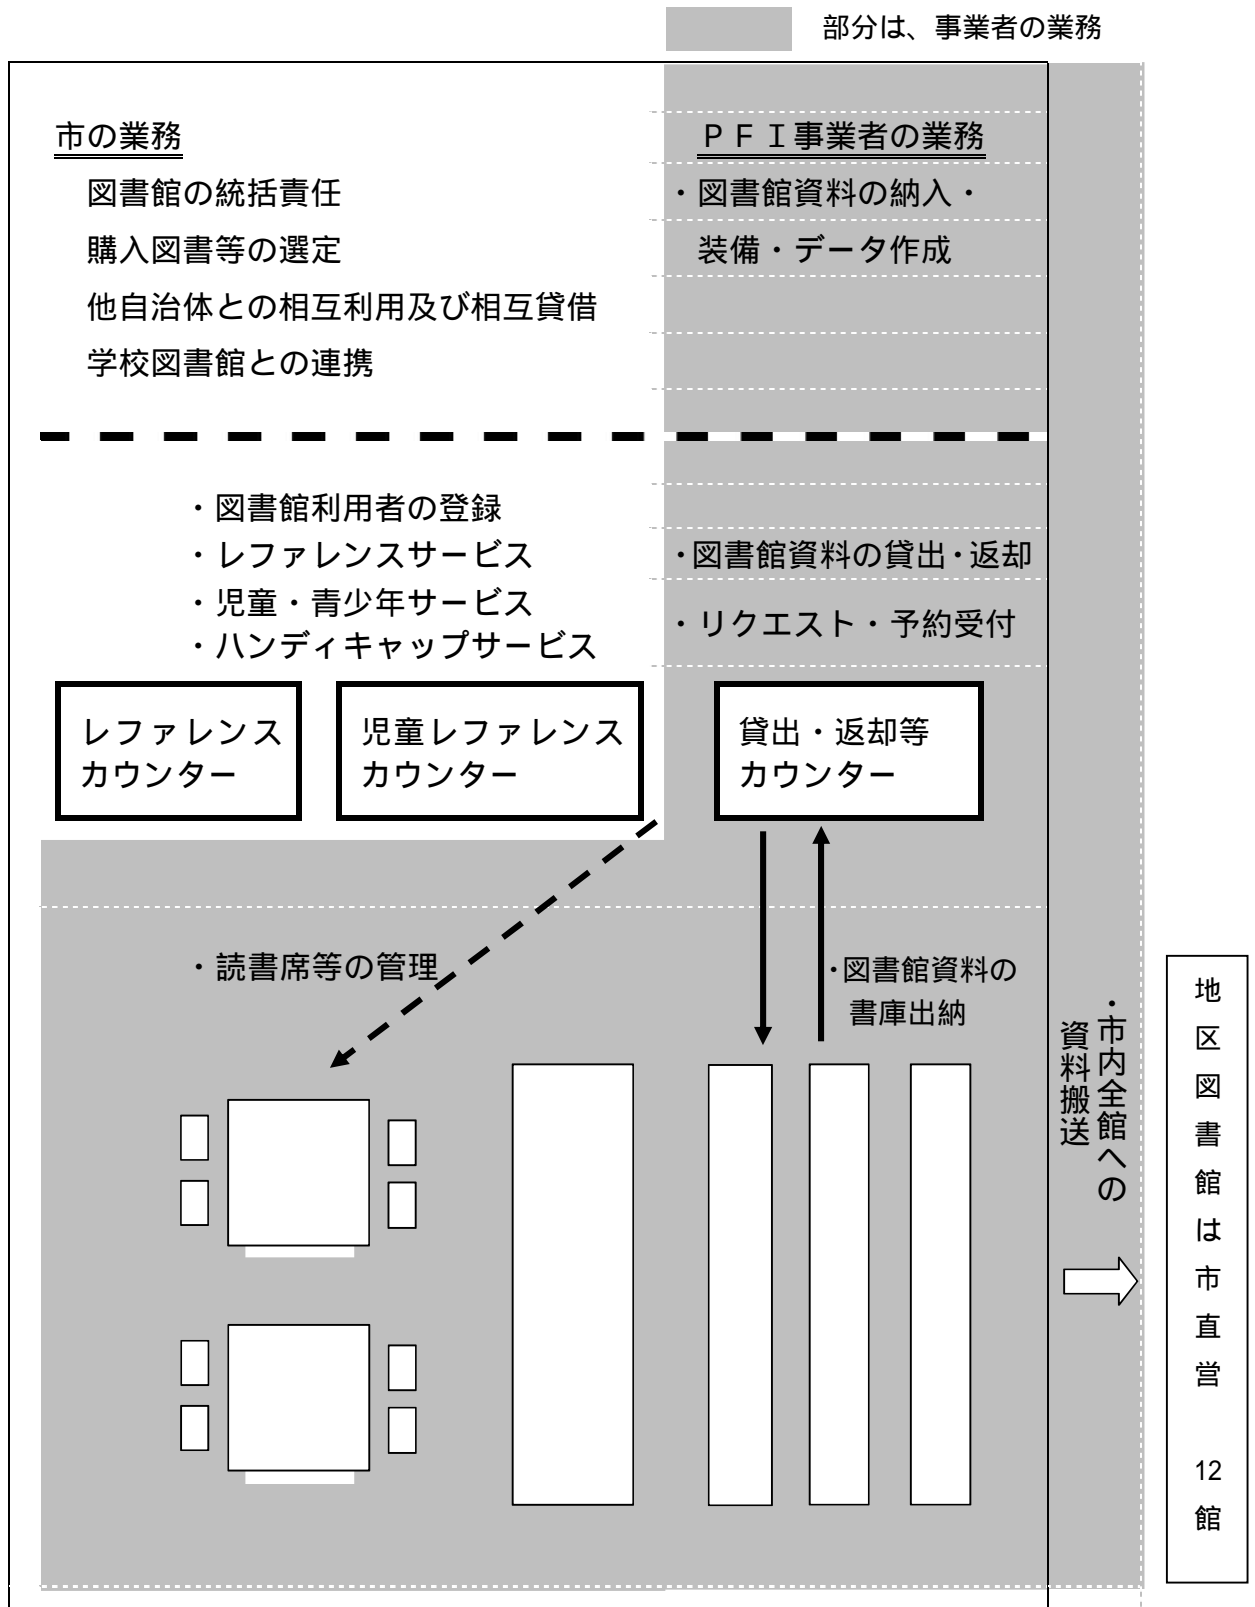 部分は、事業者の業務
市の業務
図書館の統括責任
購入図書等の選定
他自治体との相互利用及び相互貸借
学校図書館との連携
ＰＦＩ事業者の業務
・図書館資料の納入・
装備・データ作成
・図書館利用者の登録
・レファレンスサービス
・児童・青少年サービス
・ハンディキャップサービス
・図書館資料の貸出・返却
・リクエスト・予約受付
レファレンス
カウンター
児童レファレンス
カウンター
貸出・返却等
カウンター
・読書席等の管理
・図書館資料の
書庫出納
・市内全館への
資料搬送
地区図書館は市直営　12館